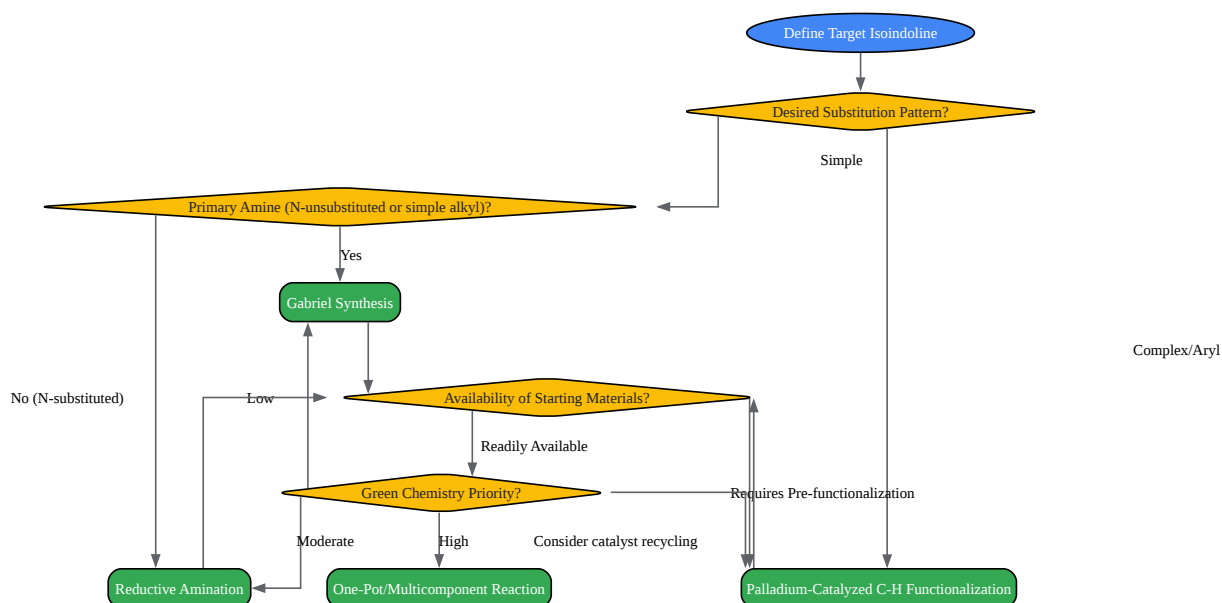 Define Target Isoindoline
Desired Substitution Pattern?
Simple
Primary Amine (N-unsubstituted or simple alkyl)?
Yes
Gabriel Synthesis
Complex/Aryl
No (N-substituted)
Low
Availability of Starting Materials?
Readily Available
Green Chemistry Priority?
Requires Pre-functionalization
Moderate
High
Consider catalyst recycling
Reductive Amination
One-Pot/Multicomponent Reaction
Palladium-Catalyzed C-H Functionalization